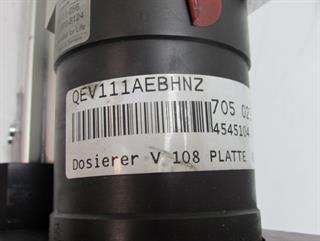 QEV111AEBHNZ
705 02
4545104
Dosierer V 108 PLATTE